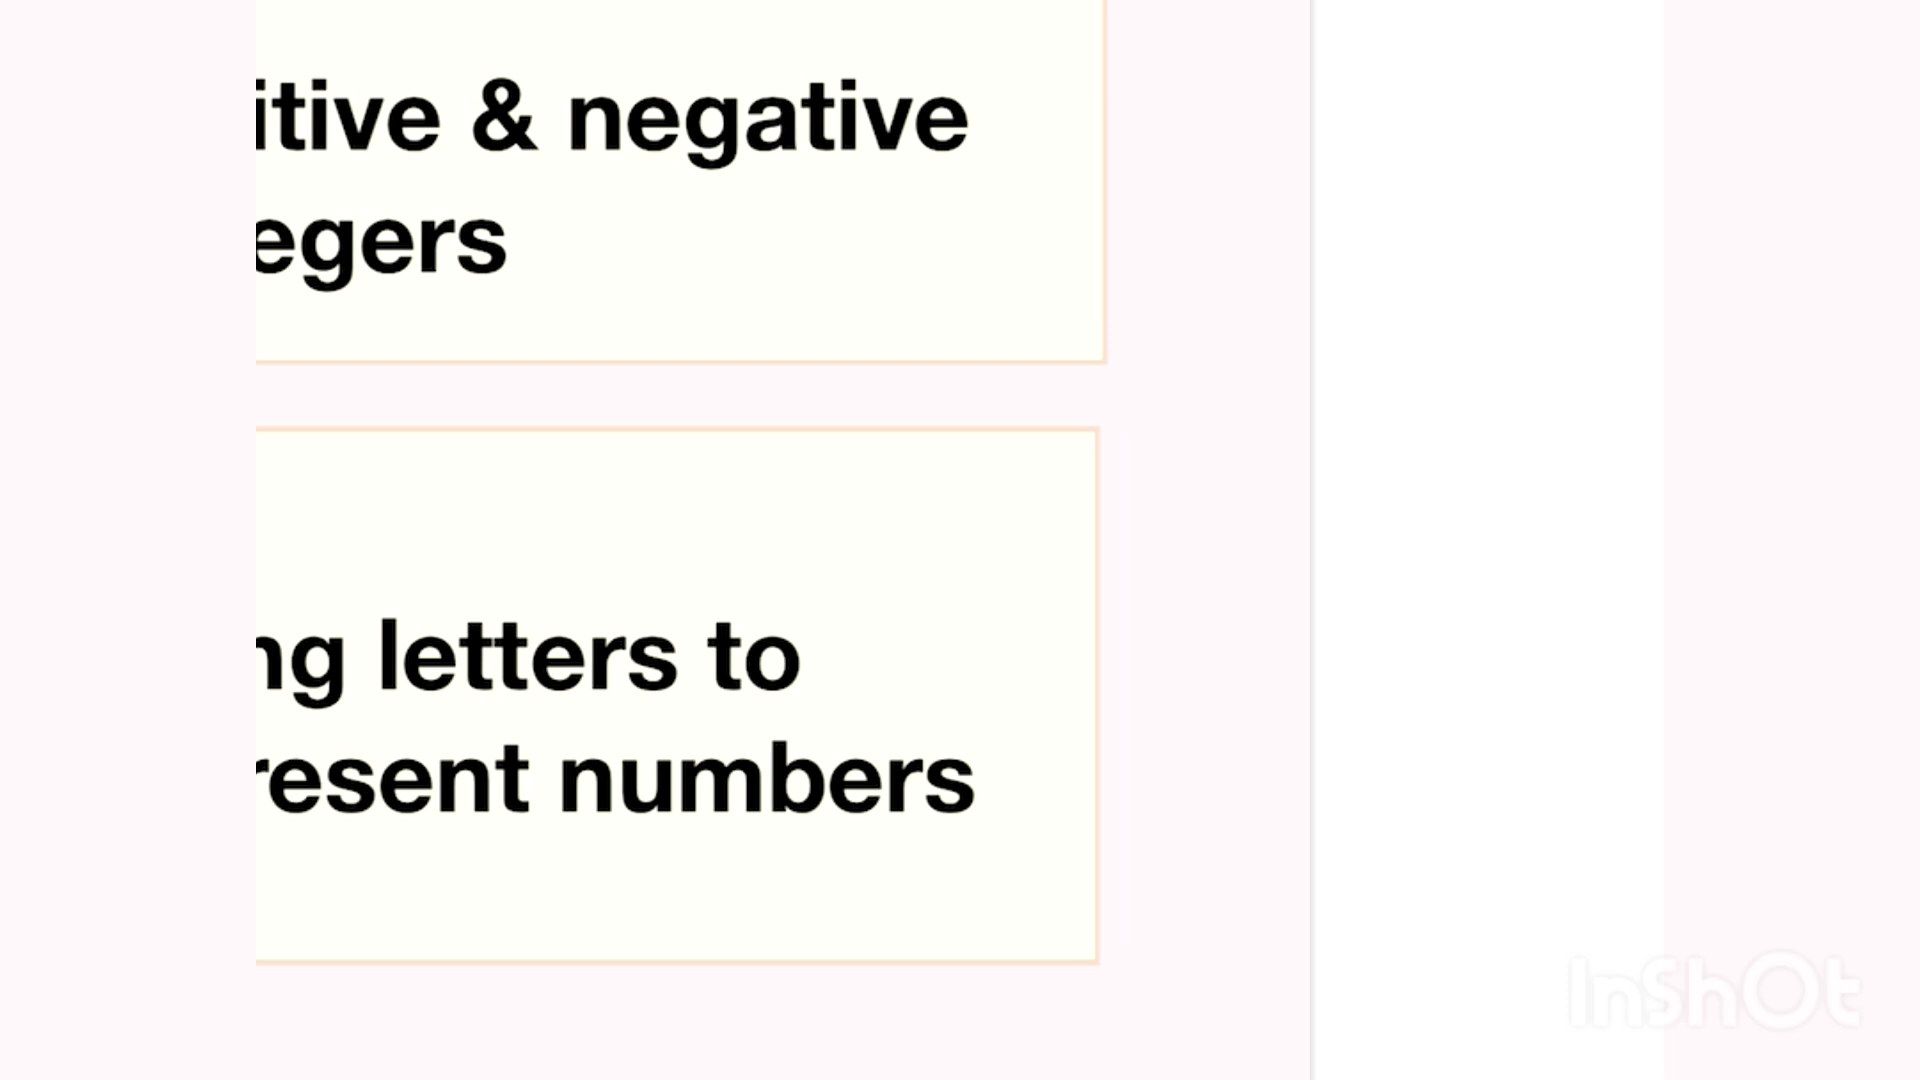 itive & negative
egers
ng letters to
resent numbers
InShOt